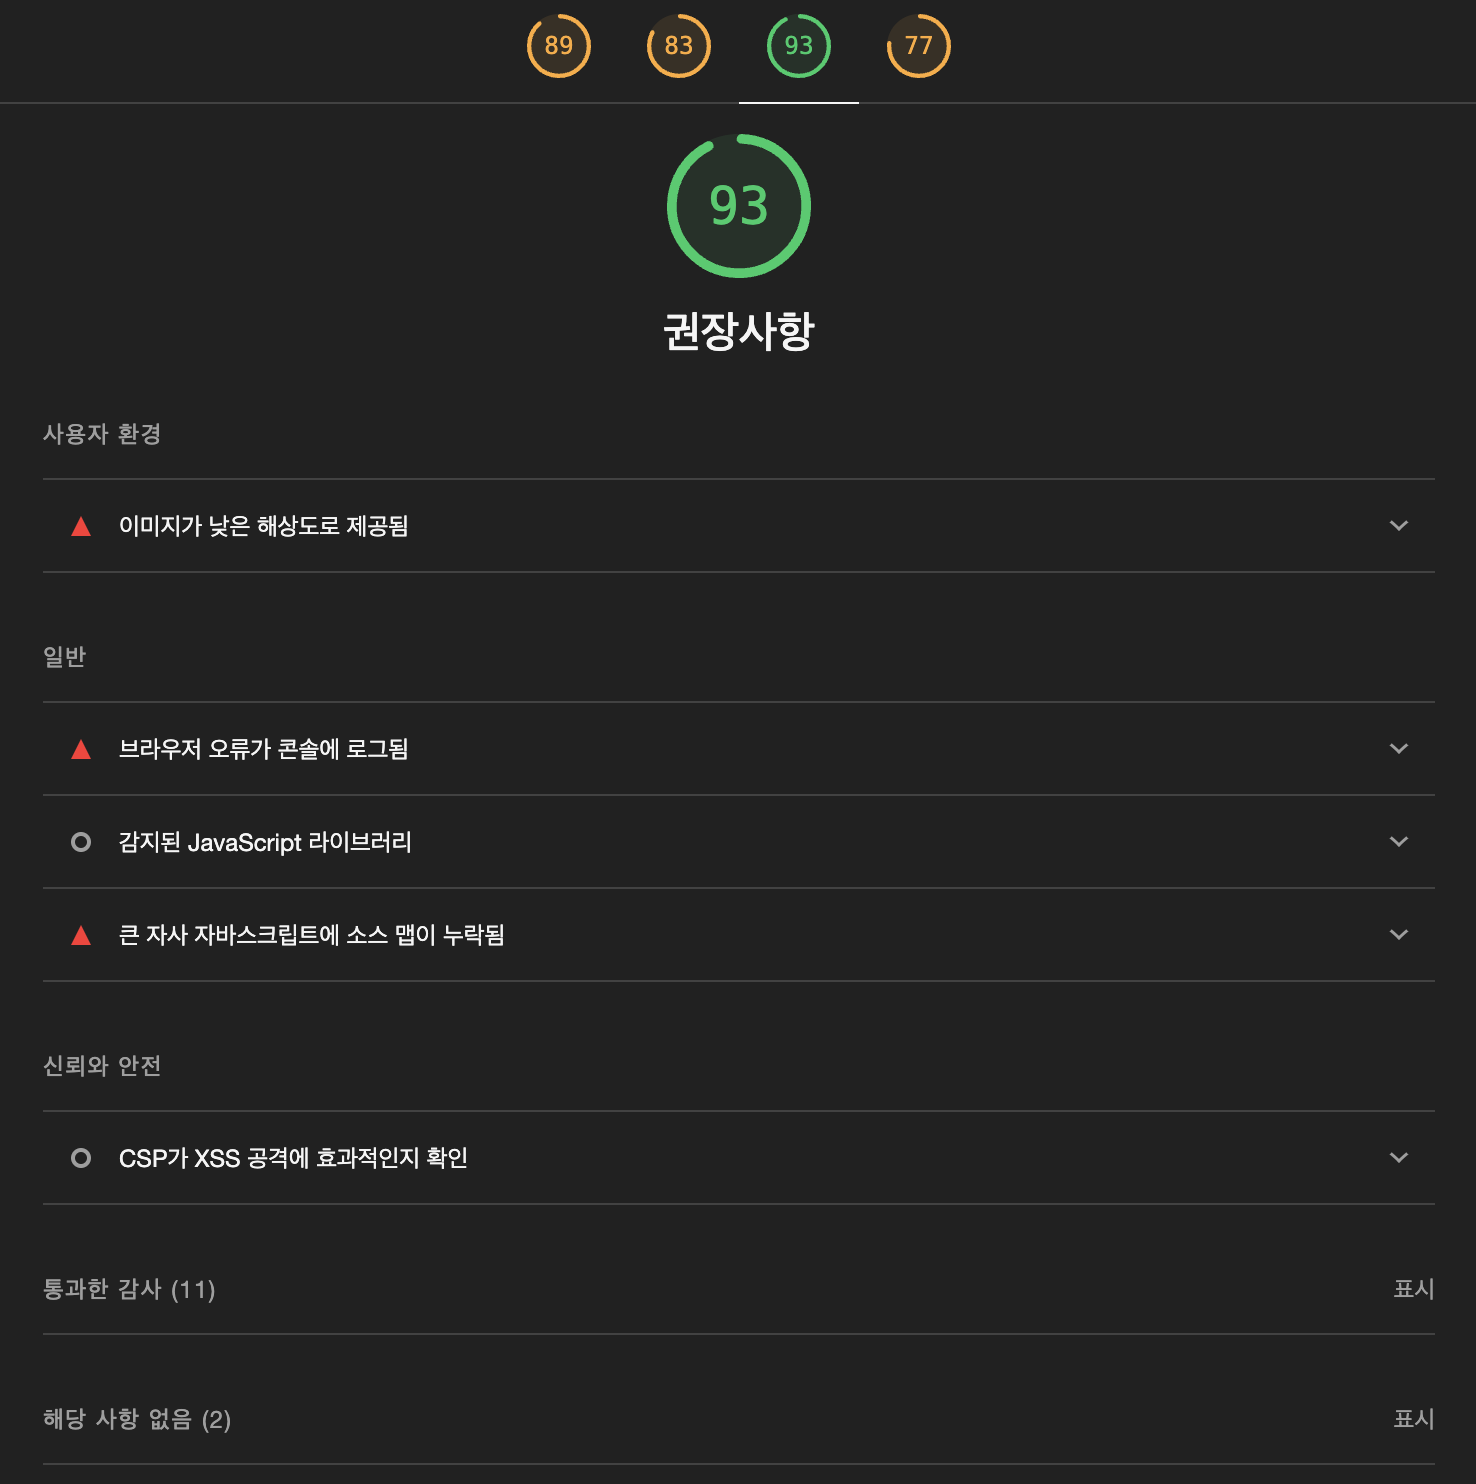 89 83 93 77
93
권장사항
사용자 환경
이미지가 낮은 해상도로 제공됨
일반
브라우저 오류가 콘솔에 로그됨
감지된 JavaScript 라이브러리
큰 자사 자바스크립트에 소스 맵이 누락됨
신뢰와 안전
CSP가 XSS 공격에 효과적인지 확인
통과한 감사 (11) 표시
해당 사항 없음 (2) 표시